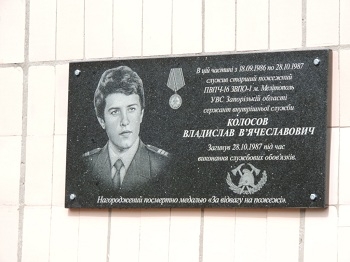 В цій частині з 18.09.1986 по 28.10.1987
служив старший пожежний
ПВПЧ-16 ЗВПО-1 м. Мелітополь
УВС Запорізької області
сержант внутрішньої служби
КОЛОСОВ
ВЛАДИСЛАВ В'ЯЧЕСЛАВОВИЧ
Загинув 28.10.1987 під час
виконання службових обов'язків.
Нагороджений посмертно медаллю «За відвагу на пожежі».